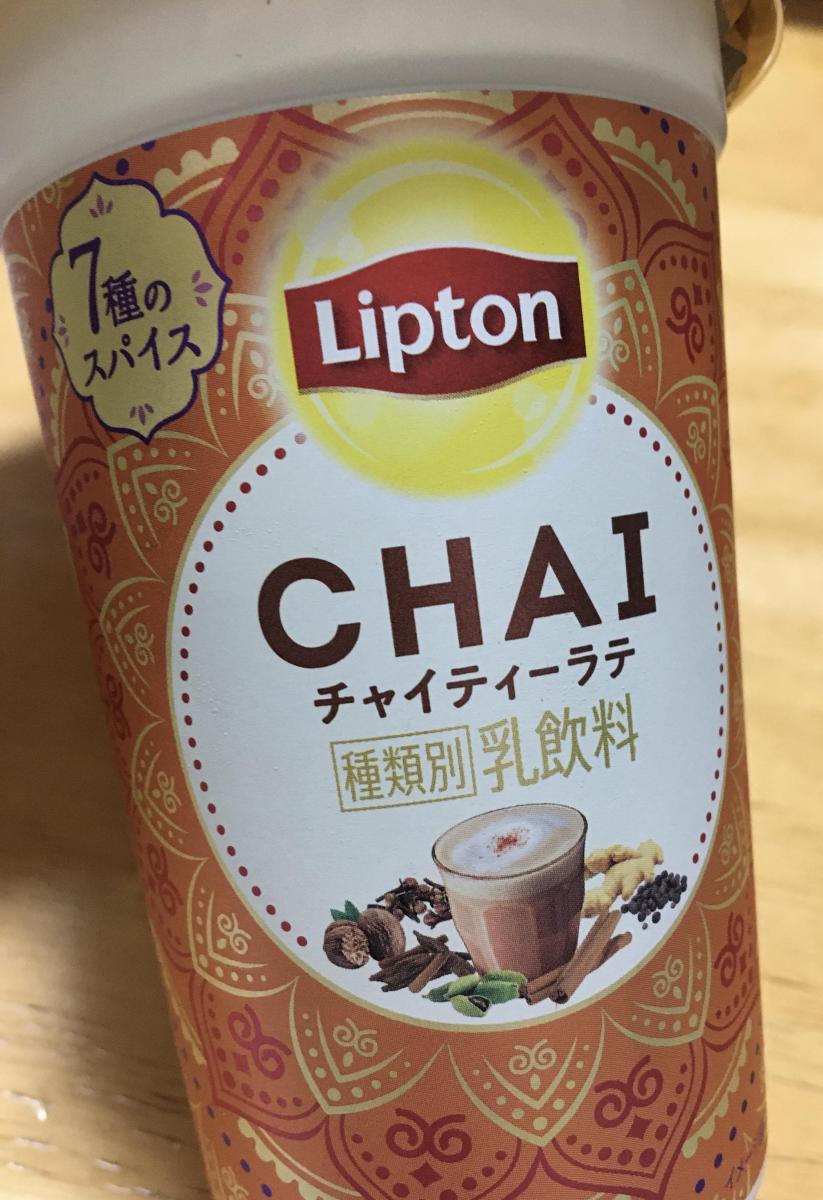 7種の
スパイス
Lipton
CHAI
チャイティーラテ
種類別 乳飲料